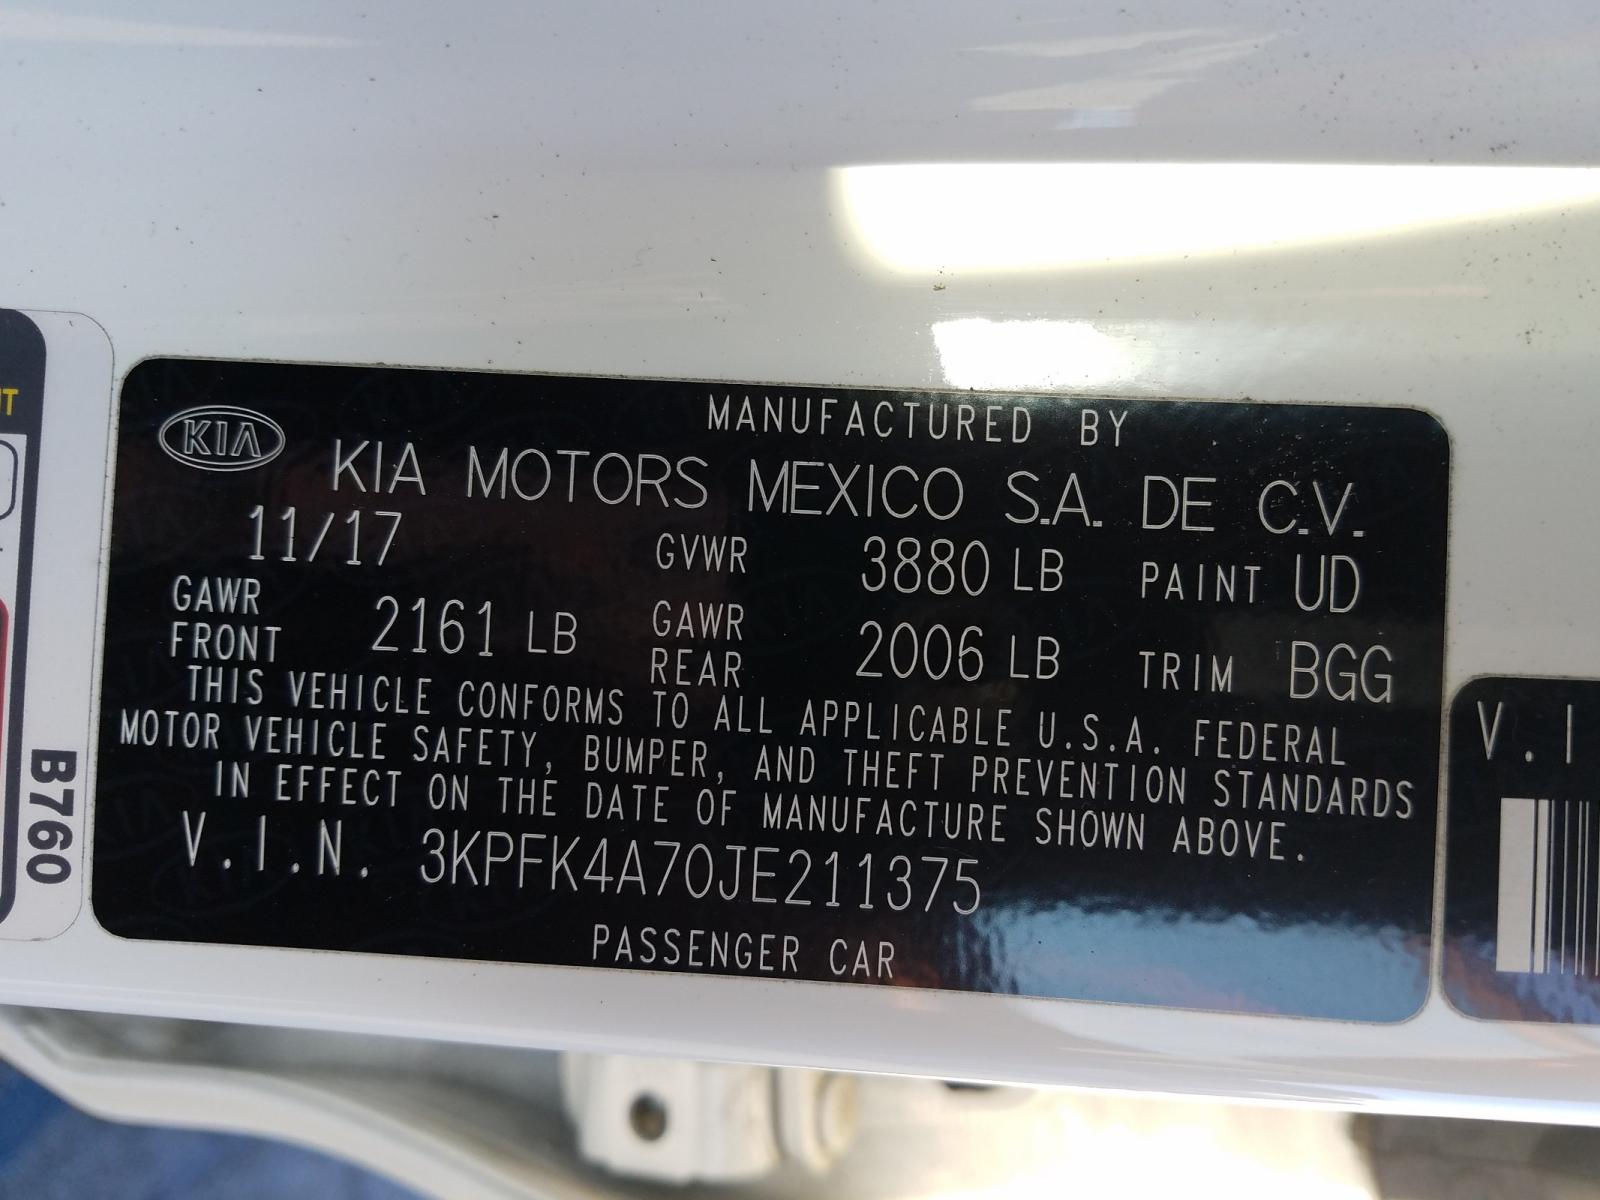 MANUFACTURED BY
KIA
KIA MOTORS MEXICO S.A. DE C.V.
11/17 GVWR 3880 LB PAINT UD
GAWR FRONT 2161 LB GAWR REAR 2006 LB TRIM BGG
THIS VEHICLE CONFORMS TO ALL APPLICABLE U.S.A. FEDERAL
MOTOR VEHICLE SAFETY, BUMPER, AND THEFT PREVENTION STANDARDS
IN EFFECT ON THE DATE OF MANUFACTURE SHOWN ABOVE.
V.I.N. 3KPFK4A70JE211375
PASSENGER CAR
B760
V.I